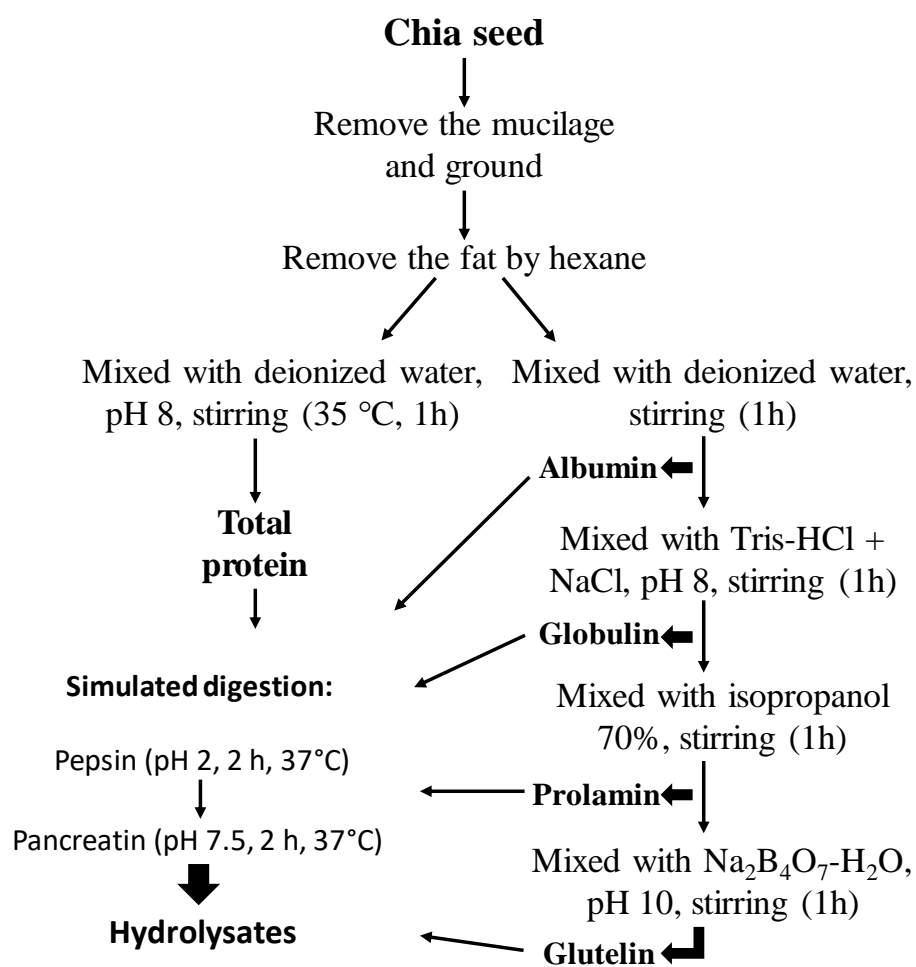 Chia seed
Remove the mucilage
and ground
Remove the fat by hexane
Mixed with deionized water,
pH 8, stirring (35 °C, 1h)
Total
protein
Mixed with deionized water,
stirring (1h)
Albumin
Mixed with Tris-HCl +
NaCl, pH 8, stirring (1h)
Globulin
Mixed with isopropanol
70%, stirring (1h)
Prolamin
Mixed with Na₂B₄O₇-H₂O,
pH 10, stirring (1h)
Glutelin
Simulated digestion:
Pepsin (pH 2, 2 h, 37°C)
Pancreatin (pH 7.5, 2 h, 37°C)
Hydrolysates